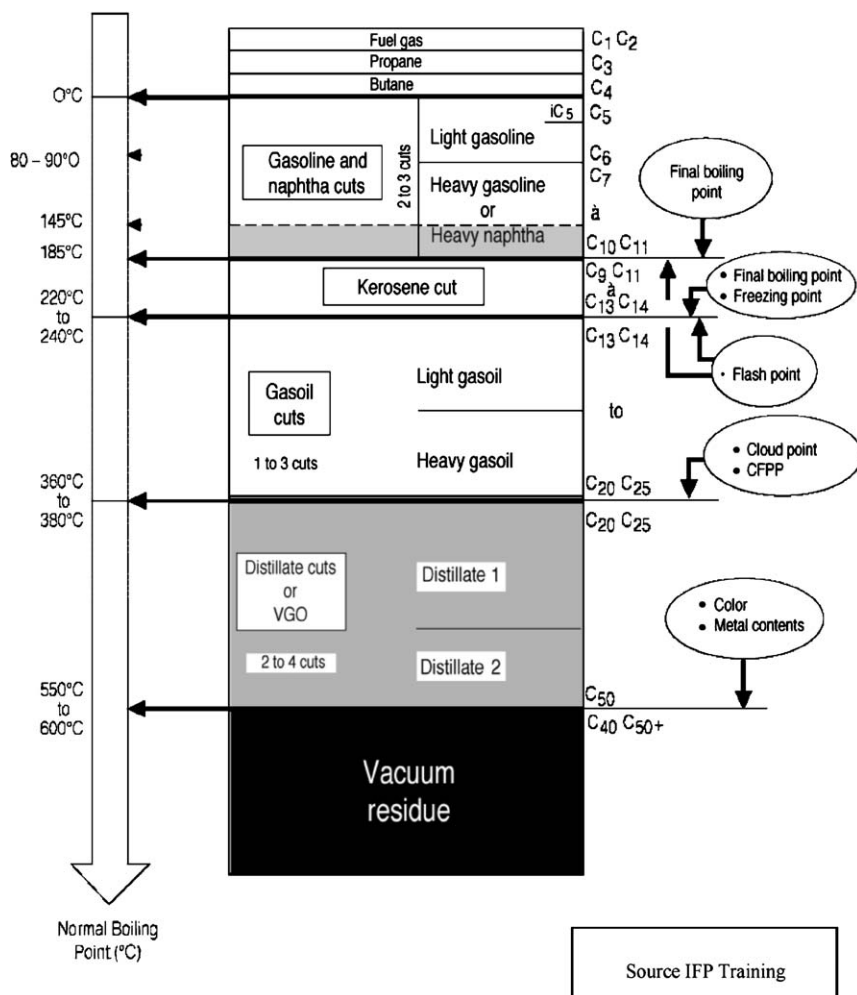 Fuel gas
C1 C2
Propane
C3
Butane
C4
O°C
iC5
C5
Light gasoline
80 – 90°O
Gasoline and
naphtha cuts
2 to 3 cuts
C6
C7
Heavy gasoline
or
Heavy naphtha
à
145°C
185°C
C10 C11
Final boiling
point
C9 C11
à
C13 C14
Kerosene cut
220°C
to
240°C
• Final boiling point
• Freezing point
C13 C14
Light gasoil
• Flash point
Gasoil
cuts
to
1 to 3 cuts
Heavy gasoil
• Cloud point
• CFPP
360°C
to
380°C
C20 C25
C20 C25
Distillate cuts
or
VGO
Distillate 1
• Color
• Metal contents
2 to 4 cuts
Distillate 2
550°C
to
600°C
C50
C40 C50+
Vacuum
residue
Normal Boiling
Point (°C)
Source IFP Training